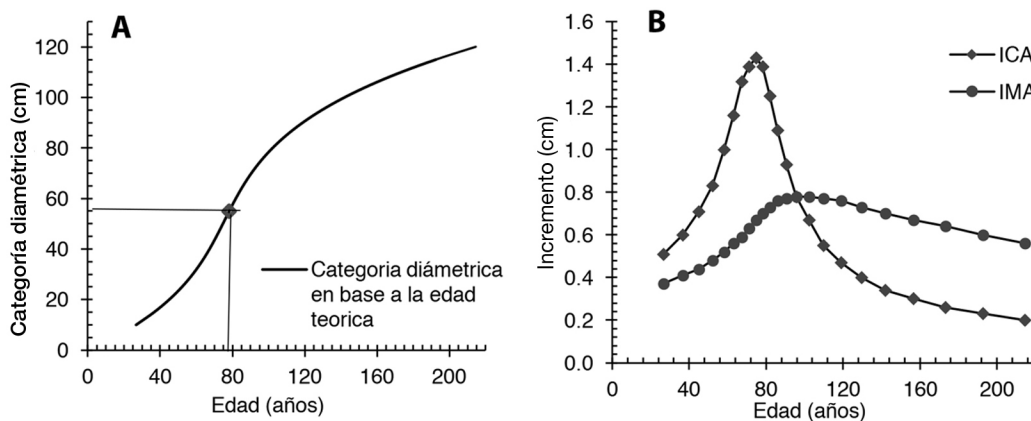 A
Categoría diamétrica (cm)
120
100
80
60
40
20
0
0 40 80 120 160 200
Edad (años)
Categoria diámetrica
en base a la edad
teorica
B
Incremento (cm)
1.6
1.4
1.2
1.0
0.8
0.6
0.4
0.2
0.0
0 40 80 120 160 200
Edad (años)
ICA
IMA